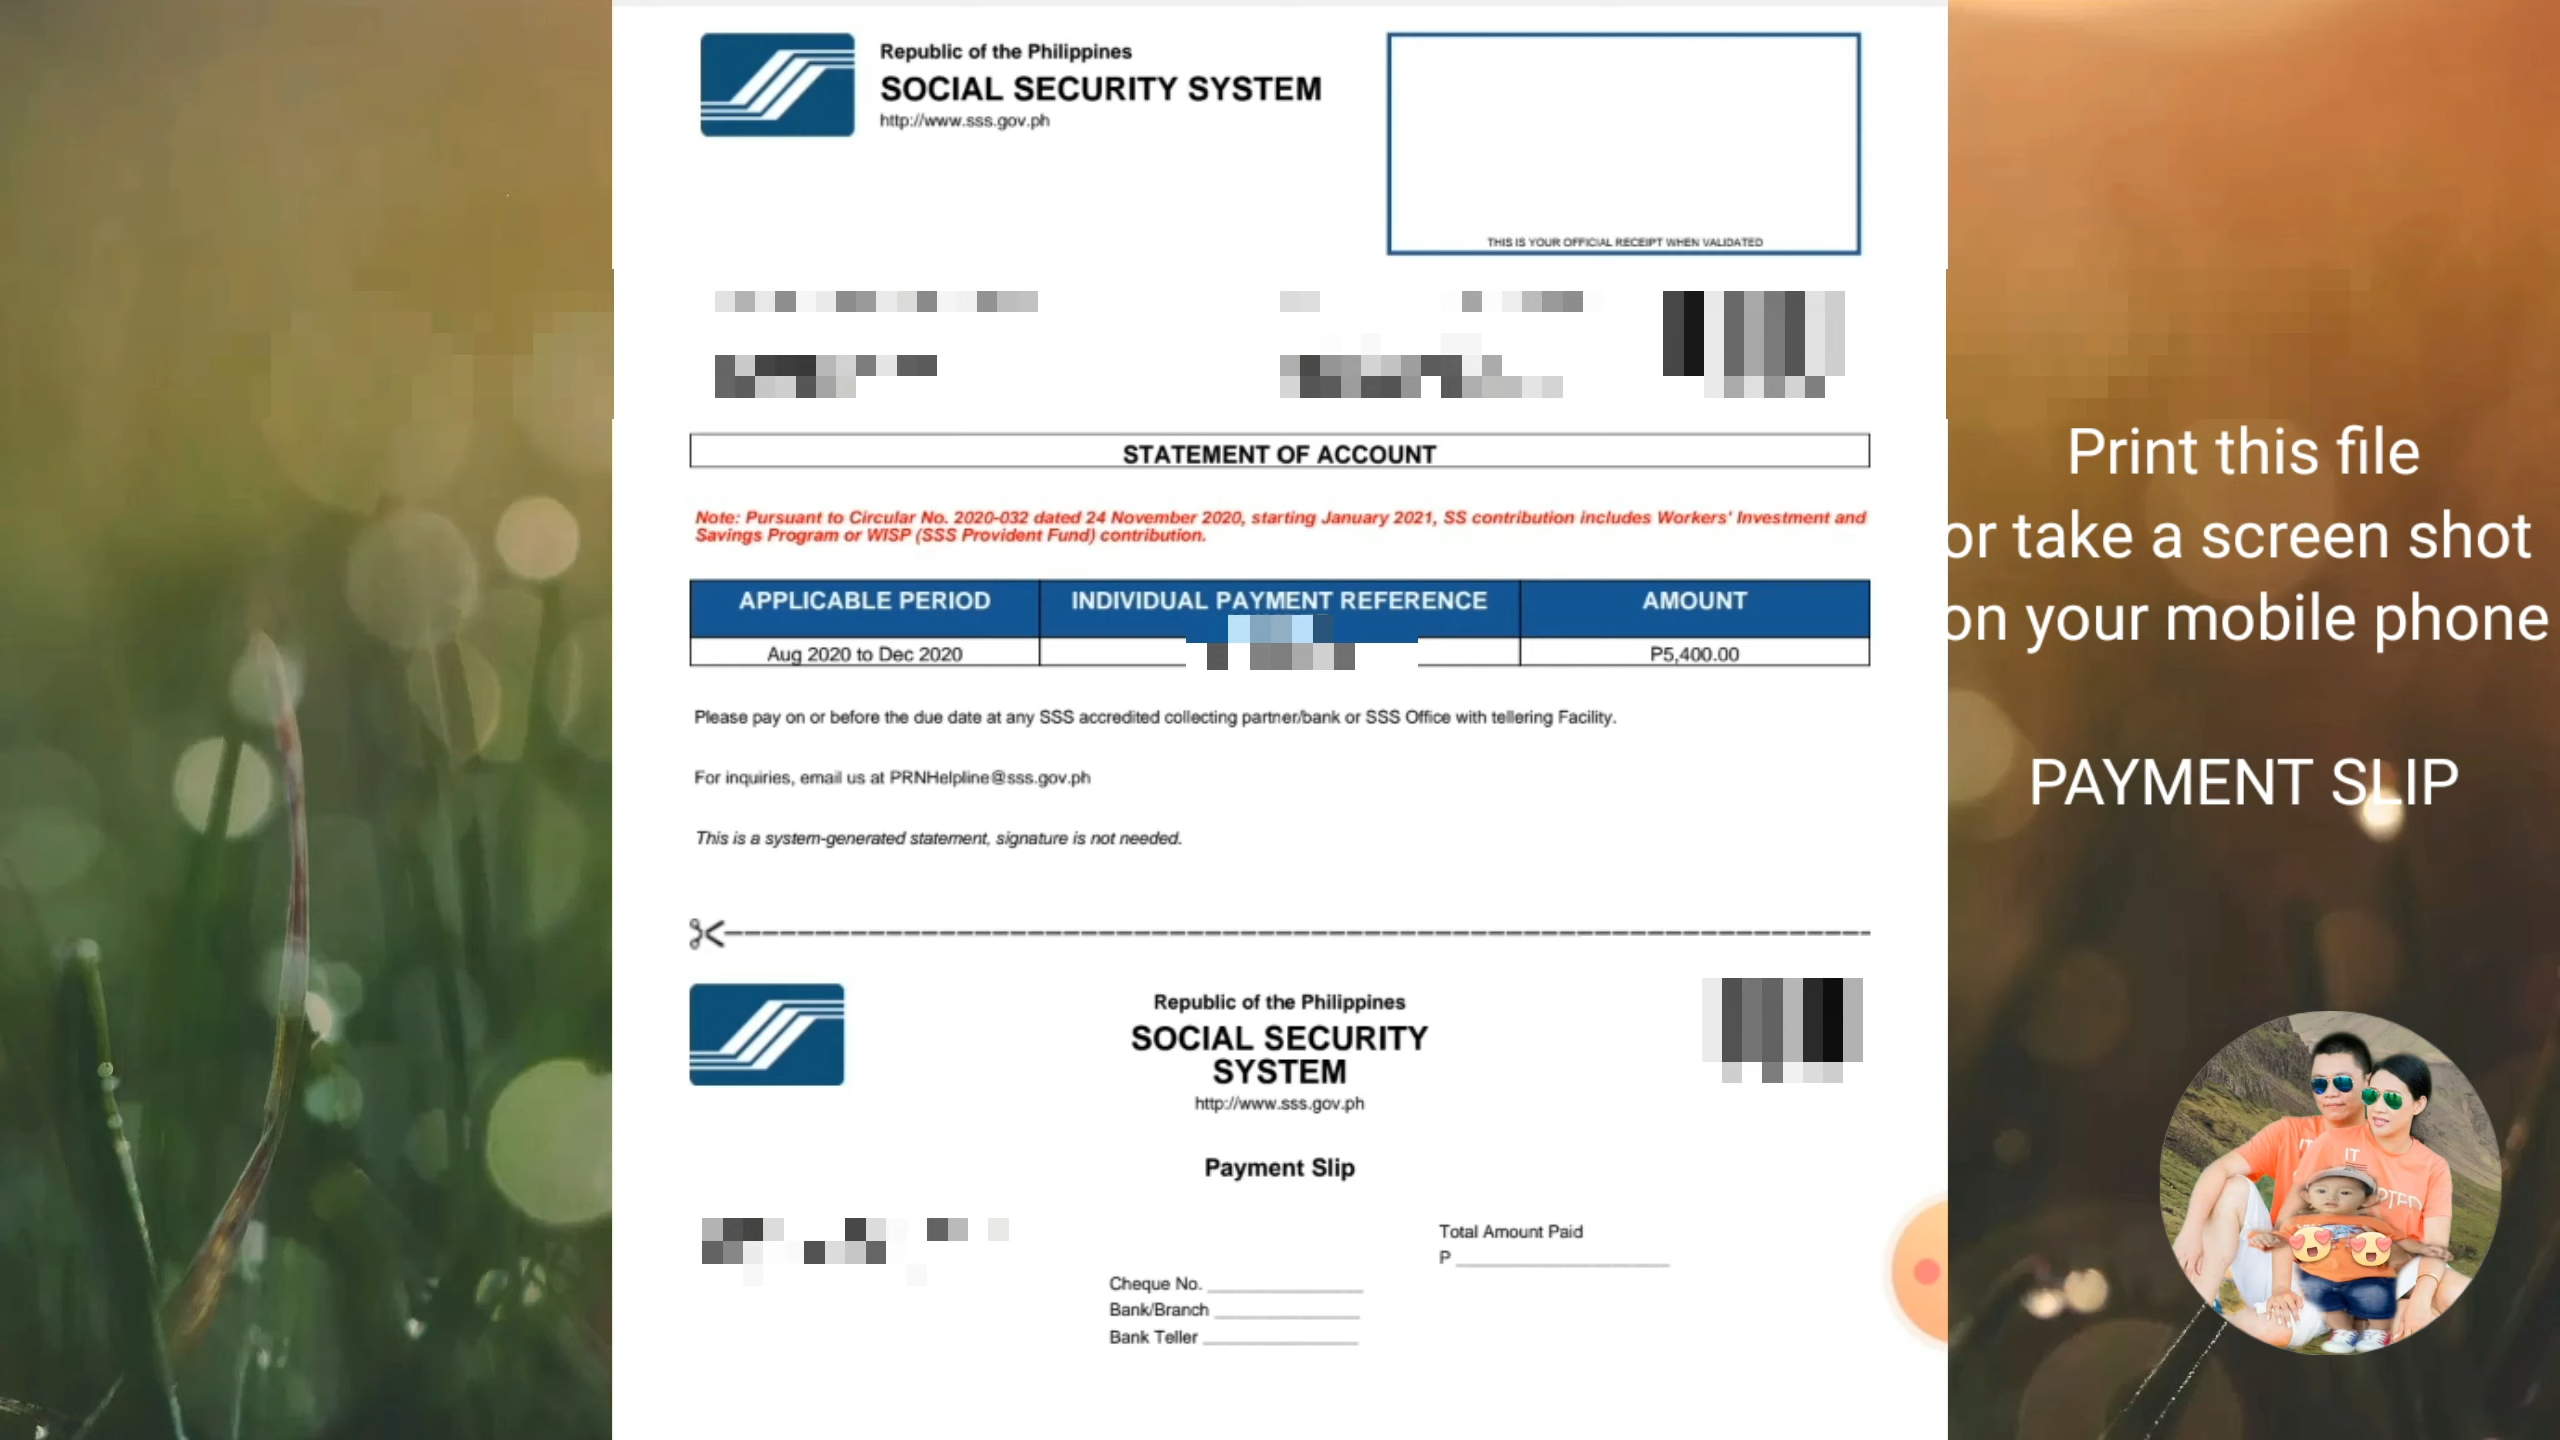 Republic of the Philippines
SOCIAL SECURITY SYSTEM
http://www.sss.gov.ph
THIS IS YOUR OFFICIAL RECEIPT WHEN VALIDATED
STATEMENT OF ACCOUNT
Note: Pursuant to Circular No. 2020-032 dated 24 November 2020, starting January 2021, SS contribution includes Workers' Investment and
Savings Program or WISP (SSS Provident Fund) contribution.
APPLICABLE PERIOD INDIVIDUAL PAYMENT REFERENCE AMOUNT
Aug 2020 to Dec 2020 P5,400.00
Please pay on or before the due date at any SSS accredited collecting partner/bank or SSS Office with tellering Facility.
For inquiries, email us at PRNHelpline@sss.gov.ph
This is a system-generated statement, signature is not needed.
Republic of the Philippines
SOCIAL SECURITY
SYSTEM
http://www.sss.gov.ph
Payment Slip
Total Amount Paid
P
Cheque No.
Bank/Branch
Bank Teller
Print this file
or take a screen shot
on your mobile phone
PAYMENT SLIP
IT